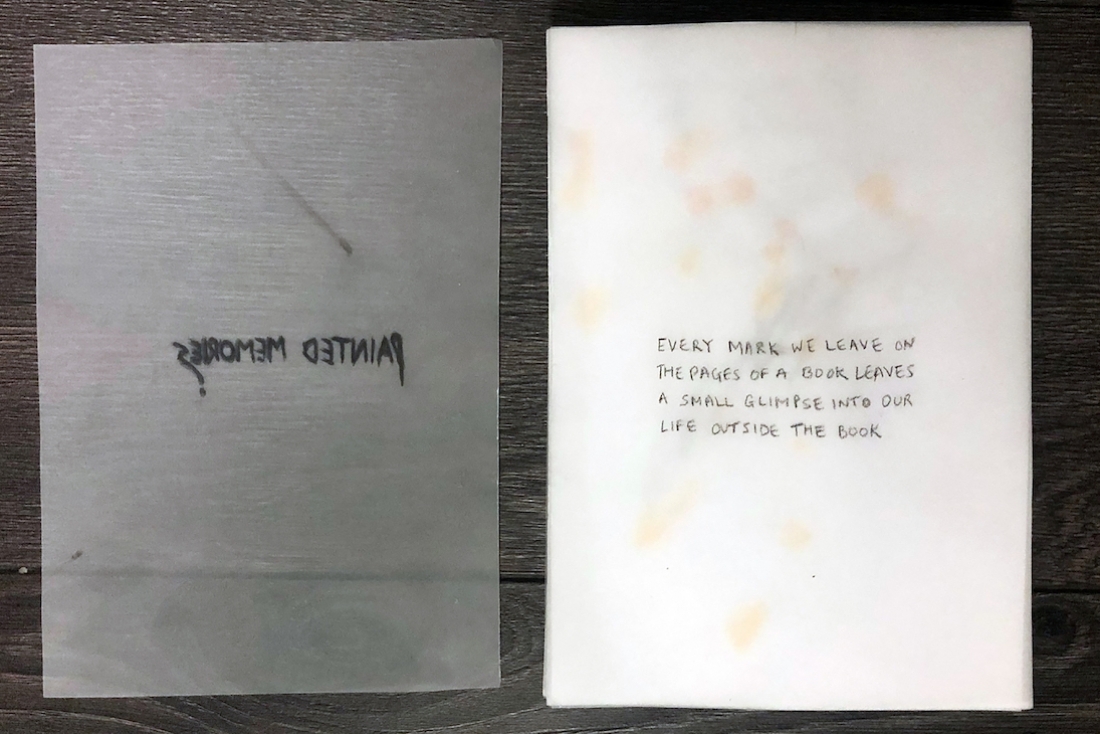 PAINTED MEMORIES
EVERY MARK WE LEAVE ON
THE PAGES OF A BOOK LEAVES
A SMALL GLIMPSE INTO OUR
LIFE OUTSIDE THE BOOK